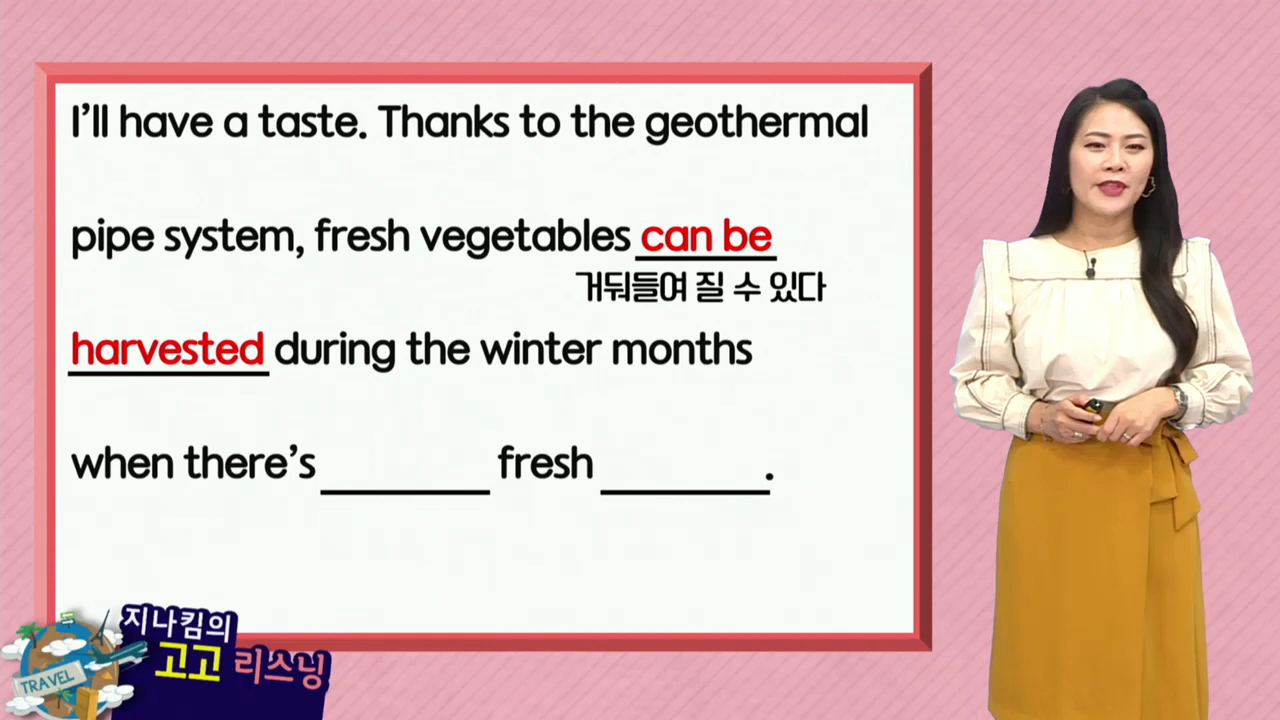 I'll have a taste. Thanks to the geothermal
pipe system, fresh vegetables can be
거둬들여 질 수 있다
harvested during the winter months
when there's ________ fresh ________.
지나킴의
고고 리스닝
TRAVEL